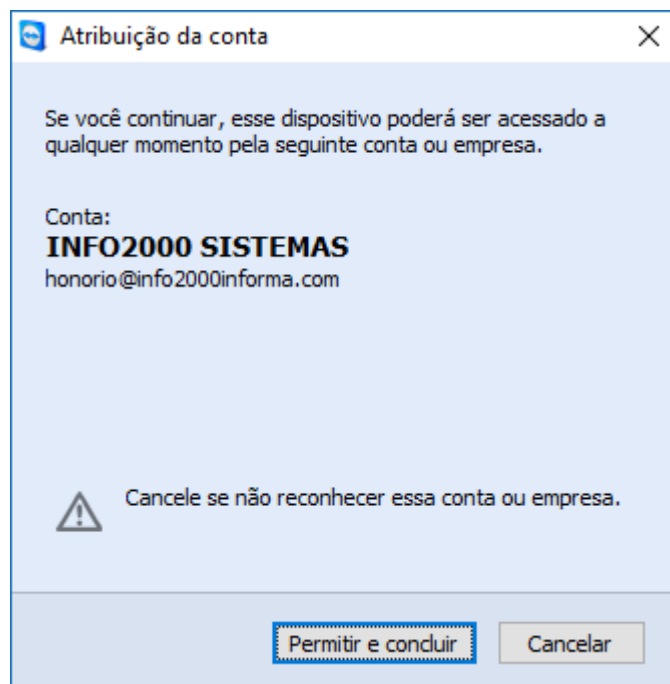 Atribuição da conta
Se você continuar, esse dispositivo poderá ser acessado a
qualquer momento pela seguinte conta ou empresa.
Conta:
INFO2000 SISTEMAS
honorio@info2000informa.com
Cancele se não reconhecer essa conta ou empresa.
Permitir e concluir
Cancelar